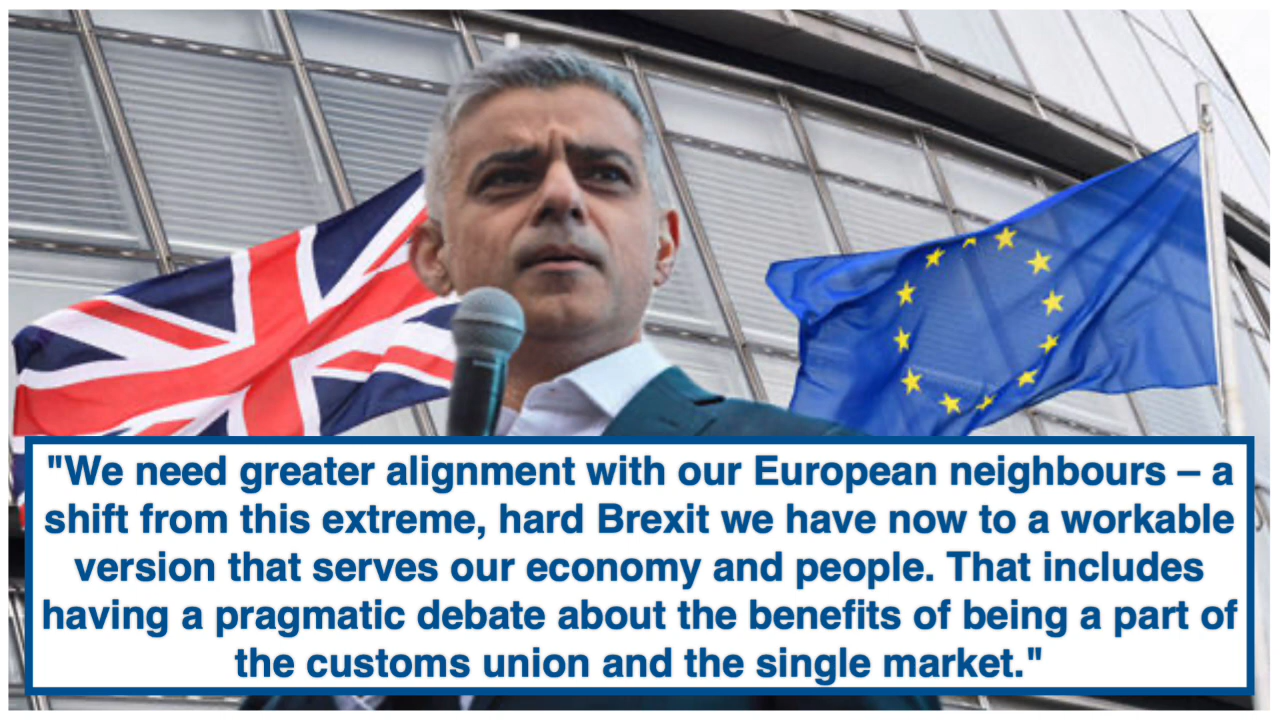 "We need greater alignment with our European neighbours – a
shift from this extreme, hard Brexit we have now to a workable
version that serves our economy and people. That includes
having a pragmatic debate about the benefits of being a part of
the customs union and the single market."